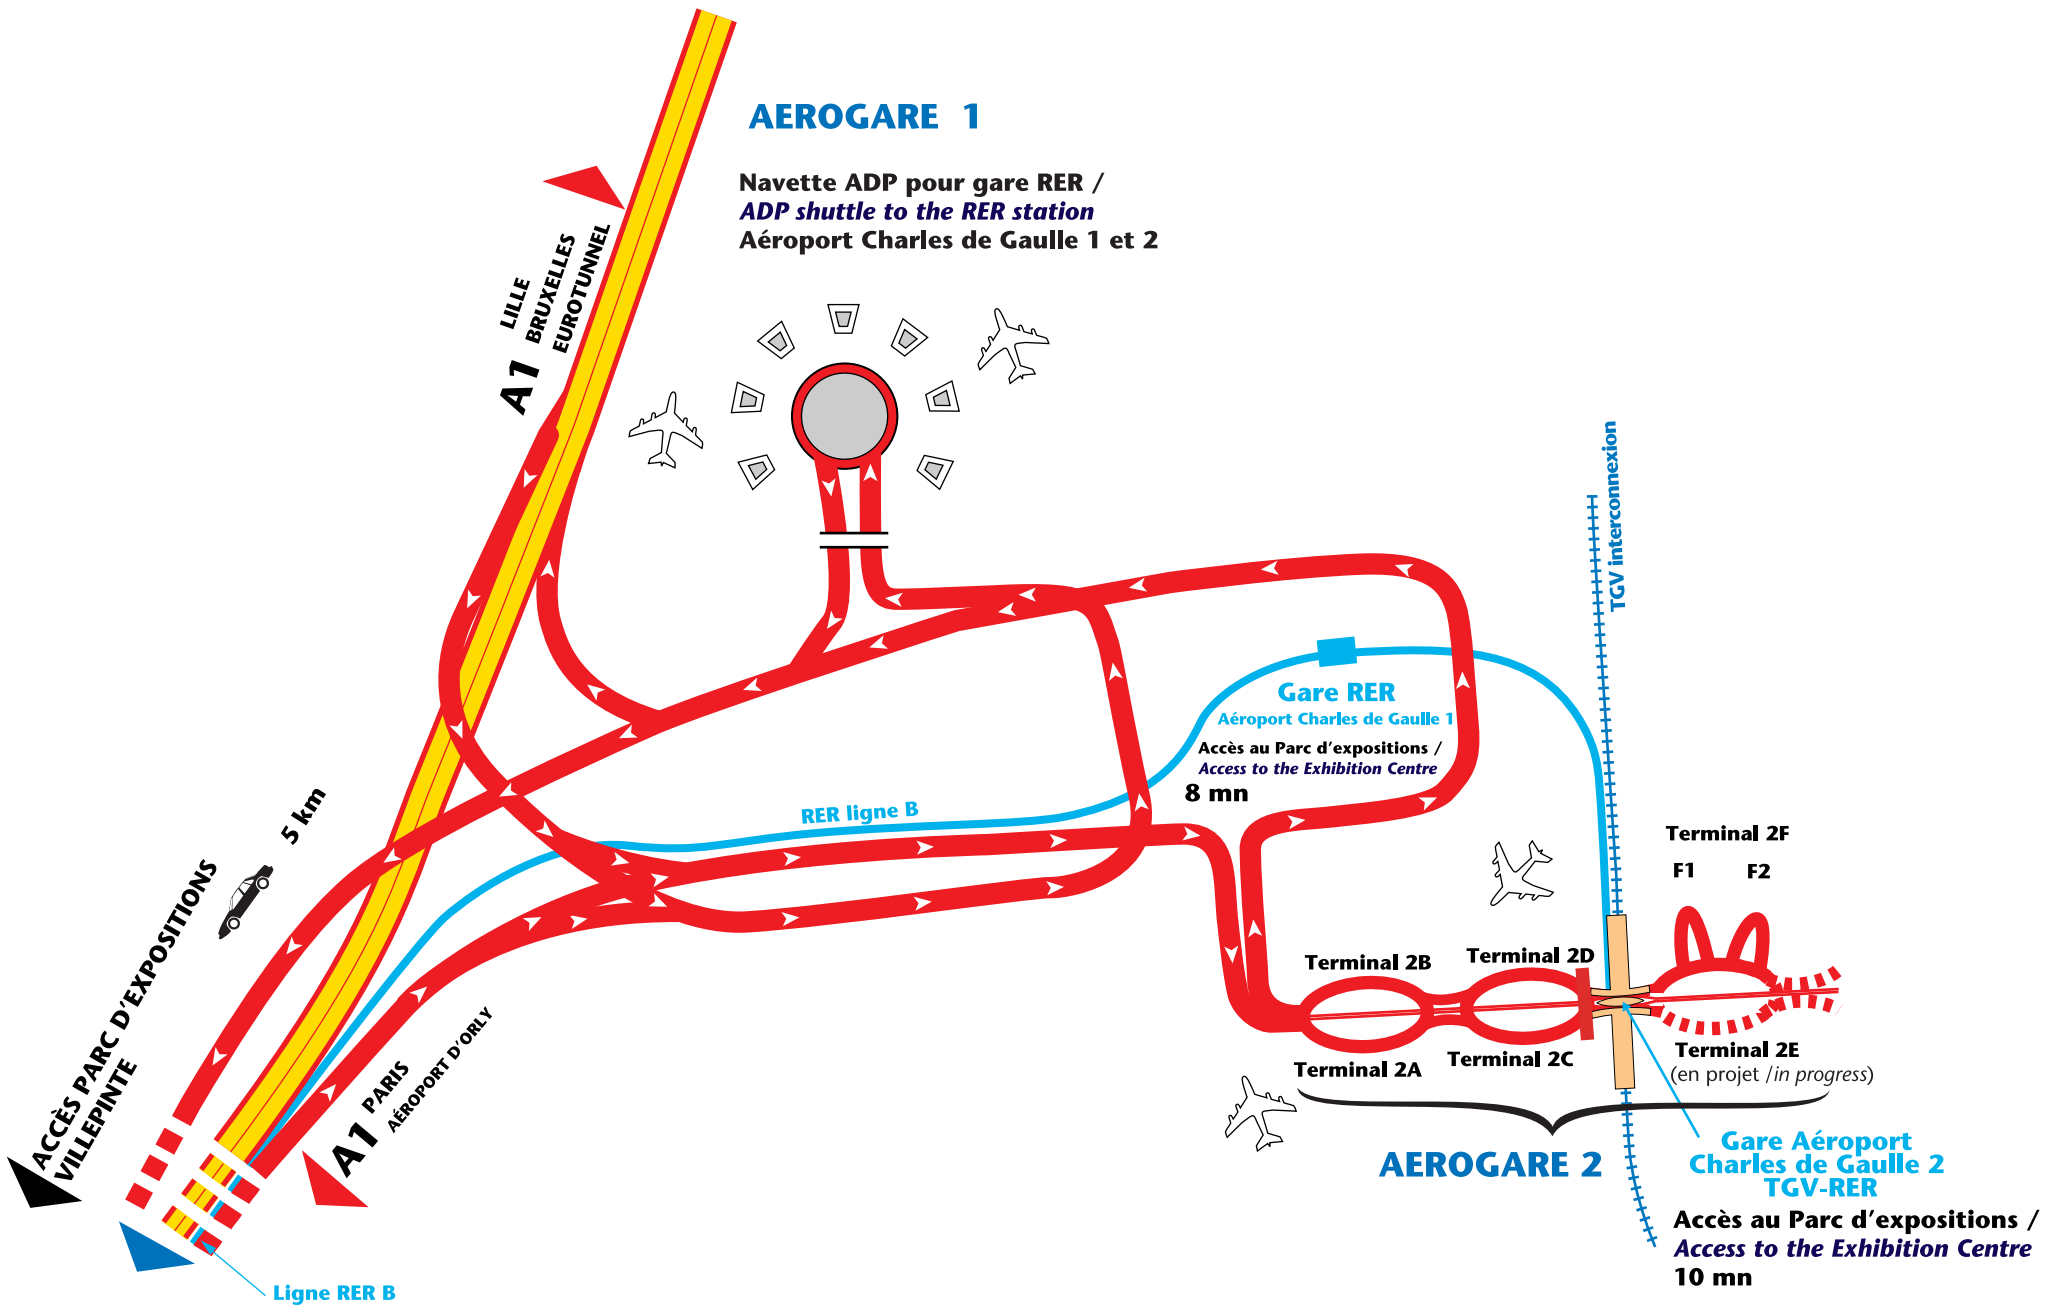 AEROGARE 1
Navette ADP pour gare RER /
ADP shuttle to the RER station
Aéroport Charles de Gaulle 1 et 2
A1
LILLE
BRUXELLES
EUROTUNNEL
TGV interconnexion
Gare RER
Aéroport Charles de Gaulle 1
Accès au Parc d'expositions /
Access to the Exhibition Centre
8 mn
RER ligne B
5 km
ACCÈS PARC D'EXPOSITIONS
VILLEPINTE
A1
PARIS
AÉROPORT D'ORLY
Ligne RER B
Terminal 2F
F1
F2
Terminal 2B
Terminal 2D
Terminal 2A
Terminal 2C
Terminal 2E
(en projet /in progress)
AEROGARE 2
Gare Aéroport
Charles de Gaulle 2
TGV-RER
Accès au Parc d'expositions /
Access to the Exhibition Centre
10 mn